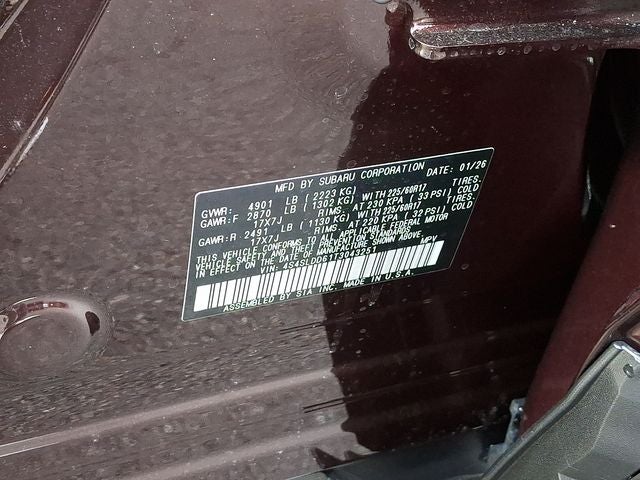 MFD BY SUBARU CORPORATION DATE: 01/26
GVWR: 4901 LB ( 2223 KG)
GAWR:F 2870 LB ( 1302 KG) WITH 225/60R17 TIRES.
17X7J RIMS. AT 230 KPA ( 33 PSI) COLD
GAWR:R 2491 LB ( 1130 KG) WITH 225/60R17 TIRES.
17X7J RIMS. AT 220 KPA ( 32 PSI) COLD
THIS VEHICLE CONFORMS TO ALL APPLICABLE FEDERAL MOTOR
VEHICLE SAFETY AND THEFT PREVENTION STANDARDS
IN EFFECT ON THE DATE OF MANUFACTURE SHOWN ABOVE.
VIN: 4S4SLDD61T3043251 MPV
ASSEMBLED BY SIA INC. MADE IN U.S.A.